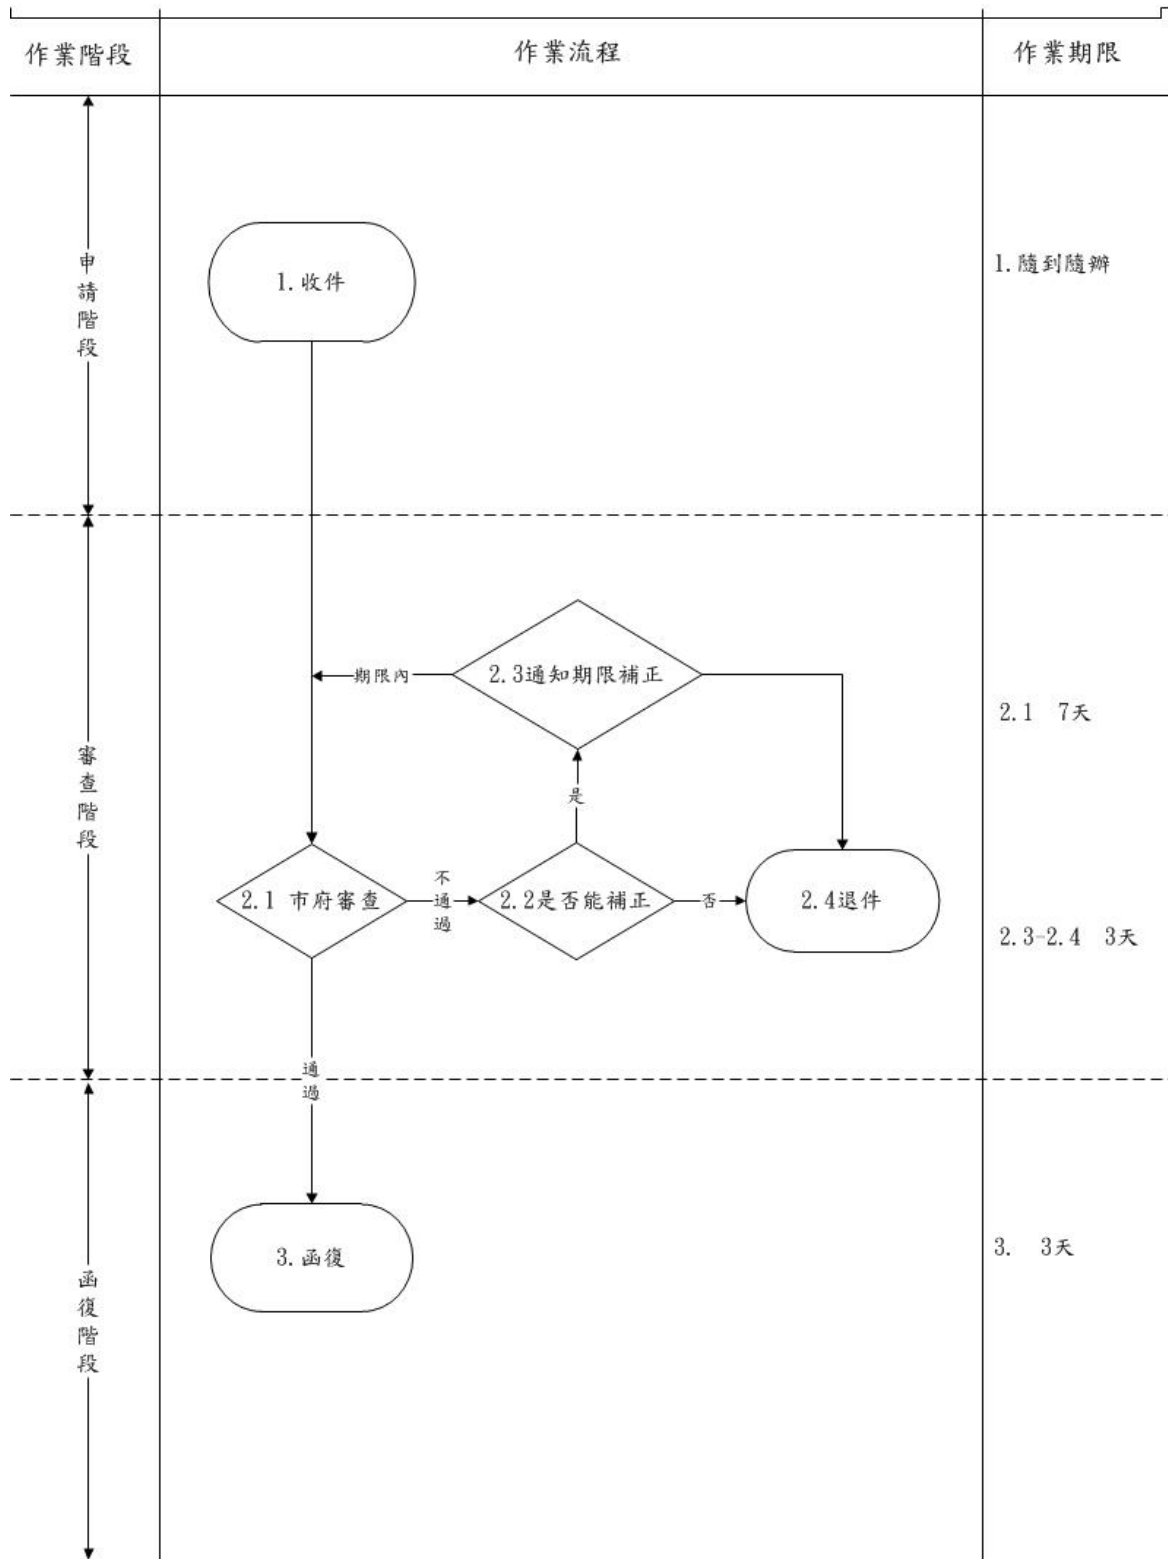 作業階段
作業流程
作業期限
申請階段
1.收件
1.隨到隨辦
審查階段
期限內
2.3通知期限補正
2.1 7天
是
2.1 市府審查
不通過
2.2是否能補正
否
2.4退件
2.3-2.4 3天
通過
函復階段
3.函復
3. 3天